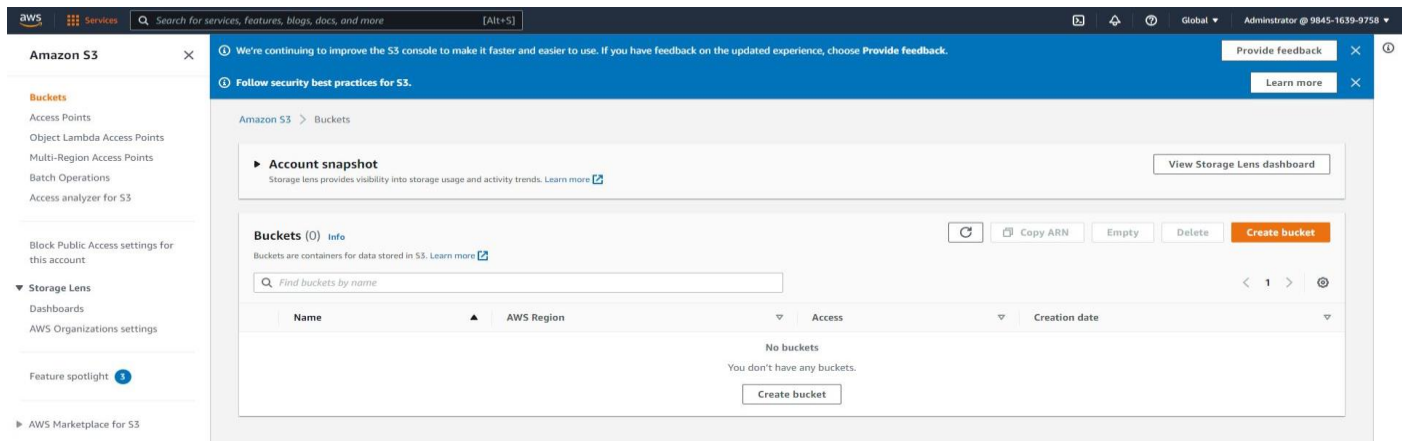 aws Services Search for services, features, blogs, docs, and more [Alt+S] Global Adminstrator @ 9845-1639-9758
Amazon S3
Buckets
Access Points
Object Lambda Access Points
Multi-Region Access Points
Batch Operations
Access analyzer for S3
Block Public Access settings for
this account
Storage Lens
Dashboards
AWS Organizations settings
Feature spotlight 3
AWS Marketplace for S3
We're continuing to improve the S3 console to make it faster and easier to use. If you have feedback on the updated experience, choose Provide feedback. Provide feedback
Follow security best practices for S3. Learn more
Amazon S3 > Buckets
Account snapshot View Storage Lens dashboard
Storage lens provides visibility into storage usage and activity trends. Learn more
Buckets (0) Info Copy ARN Empty Delete Create bucket
Buckets are containers for data stored in S3. Learn more
Find buckets by name < 1 >
Name AWS Region Access Creation date
No buckets
You don't have any buckets.
Create bucket